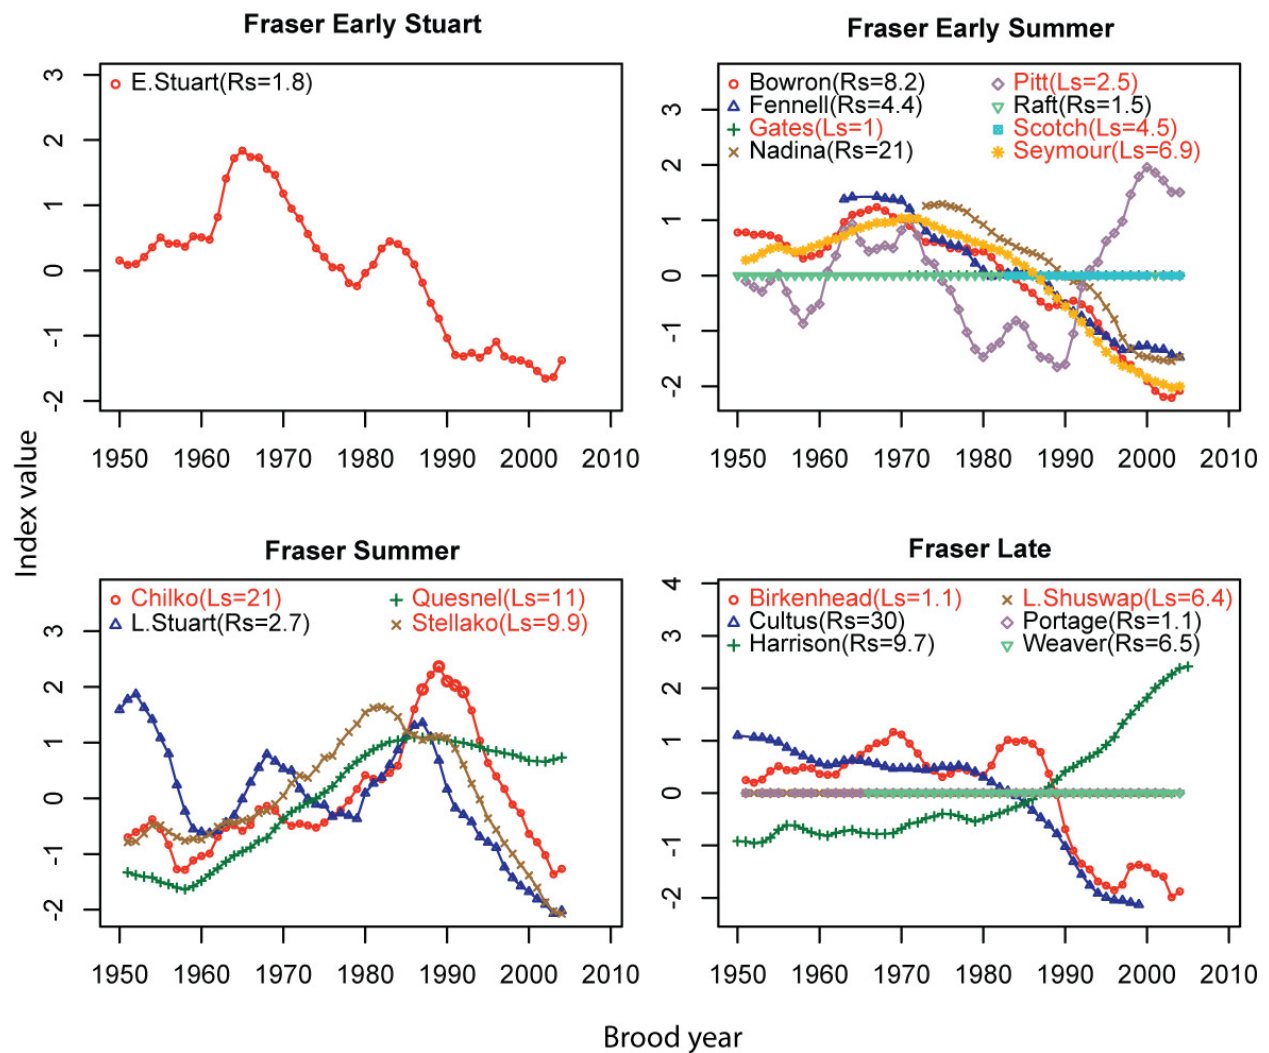 Fraser Early Stuart
E.Stuart(Rs=1.8)
3
2
1
0
-1
-2
1950 1960 1970 1980 1990 2000 2010
Fraser Early Summer
Bowron(Rs=8.2) Pitt(Ls=2.5)
Fennell(Rs=4.4) Raft(Rs=1.5)
Gates(Ls=1) Scotch(Ls=4.5)
Nadina(Rs=21) Seymour(Ls=6.9)
3
2
1
0
-1
-2
1950 1960 1970 1980 1990 2000 2010
Index value
Fraser Summer
Chilko(Ls=21) Quesnel(Ls=11)
L.Stuart(Rs=2.7) Stellako(Ls=9.9)
3
2
1
0
-1
-2
1950 1960 1970 1980 1990 2000 2010
Fraser Late
Birkenhead(Ls=1.1) L.Shuswap(Ls=6.4)
Cultus(Rs=30) Portage(Rs=1.1)
Harrison(Rs=9.7) Weaver(Rs=6.5)
4
3
2
1
0
-1
-2
1950 1960 1970 1980 1990 2000 2010
Brood year